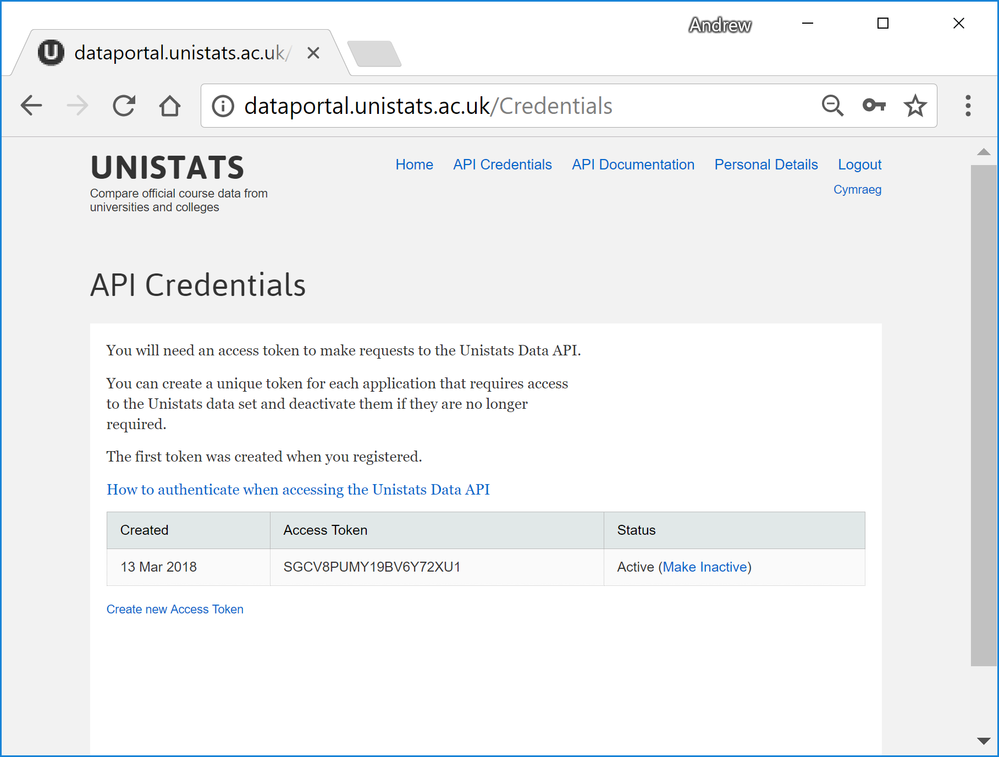 Andrew
dataportal.unistats.ac.uk/
dataportal.unistats.ac.uk/Credentials
UNISTATS
Compare official course data from
universities and colleges
Home API Credentials API Documentation Personal Details Logout
Cymraeg
API Credentials
You will need an access token to make requests to the Unistats Data API.
You can create a unique token for each application that requires access
to the Unistats data set and deactivate them if they are no longer
required.
The first token was created when you registered.
How to authenticate when accessing the Unistats Data API
Created Access Token Status
13 Mar 2018 SGCV8PUMY19BV6Y72XU1 Active (Make Inactive)
Create new Access Token